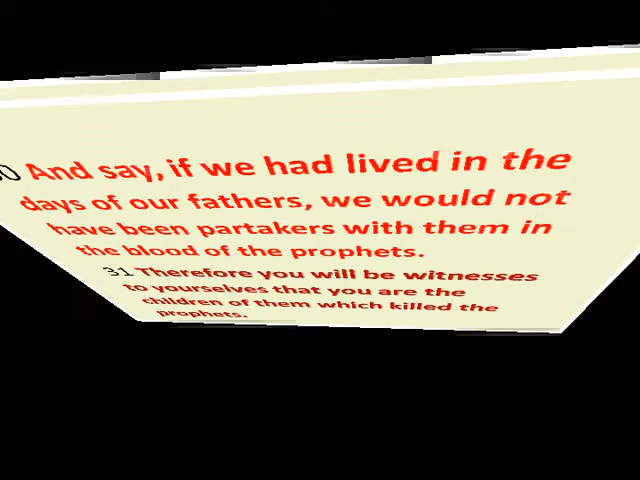 0 And say, if we had lived in the
days of our fathers, we would not
have been partakers with them in
the blood of the prophets.
31 Therefore you will be witnesses
to yourselves that you are the
children of them which killed the
prophets.